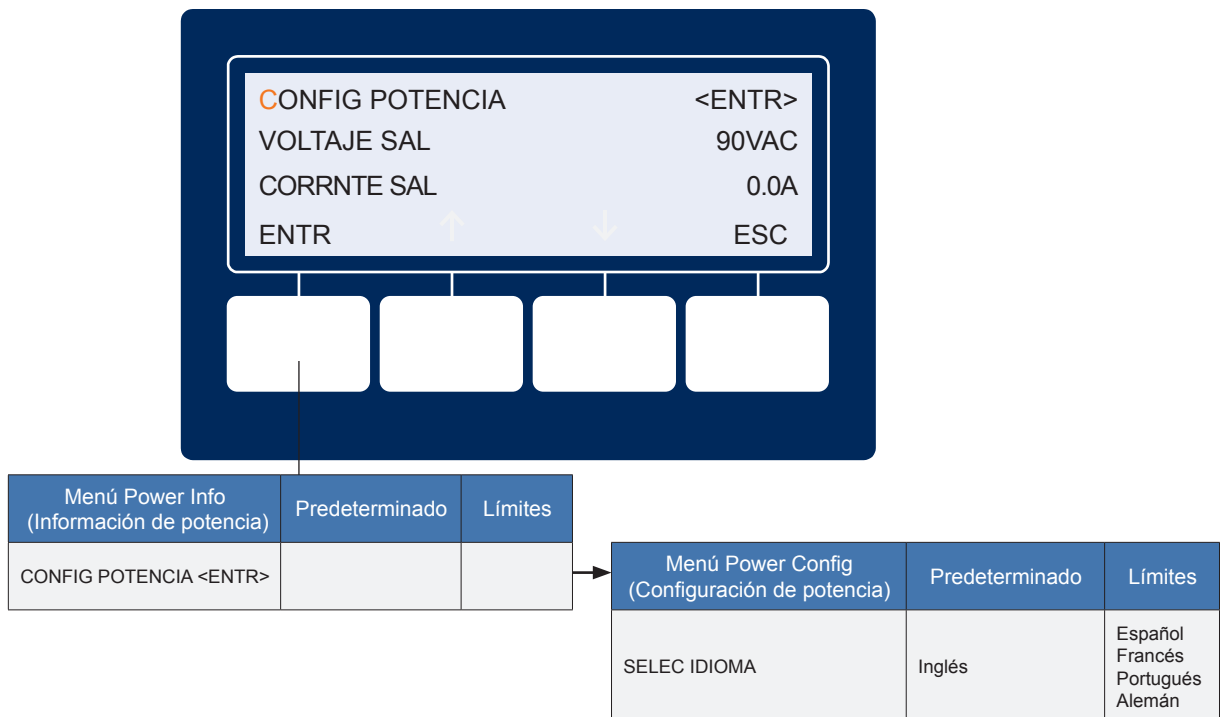 CONFIG POTENCIA <ENTR>
VOLTAJE SAL 90VAC
CORRNTE SAL 0.0A
ENTR ↑ ↓ ESC
Menú Power Info
(Información de potencia)
Predeterminado
Límites
CONFIG POTENCIA <ENTR>
Menú Power Config
(Configuración de potencia)
Predeterminado
Límites
SELEC IDIOMA
Inglés
Español
Francés
Portugués
Alemán